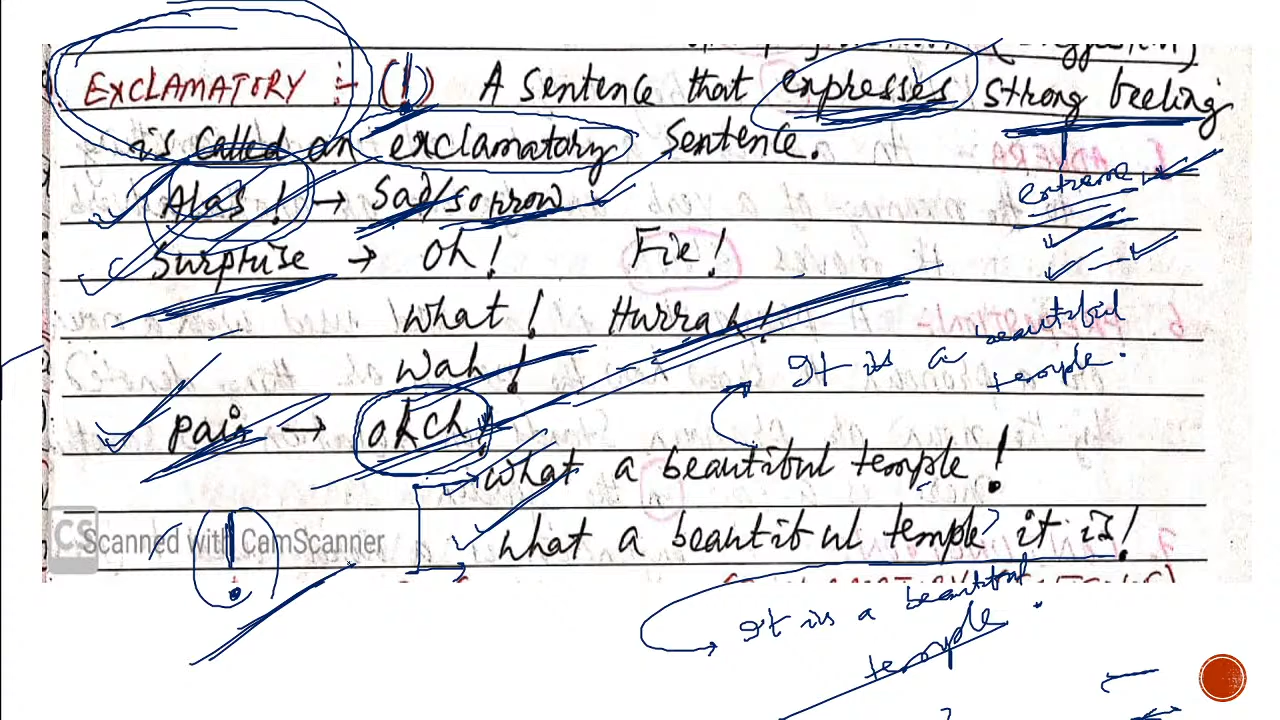 EXCLAMATORY :- (!) A sentence that expresses strong feeling
is called an exclamatory sentence.
Alas! → Sad/sorrow
extreme
Surprise → Oh! Fie!
What! Hurrah!
Wah!
It is a beautiful
temple.
pain → ohch!
what a beautiful temple!
what a beautiful temple it is!
CS Scanned with CamScanner
!
It is a beautiful
temple.